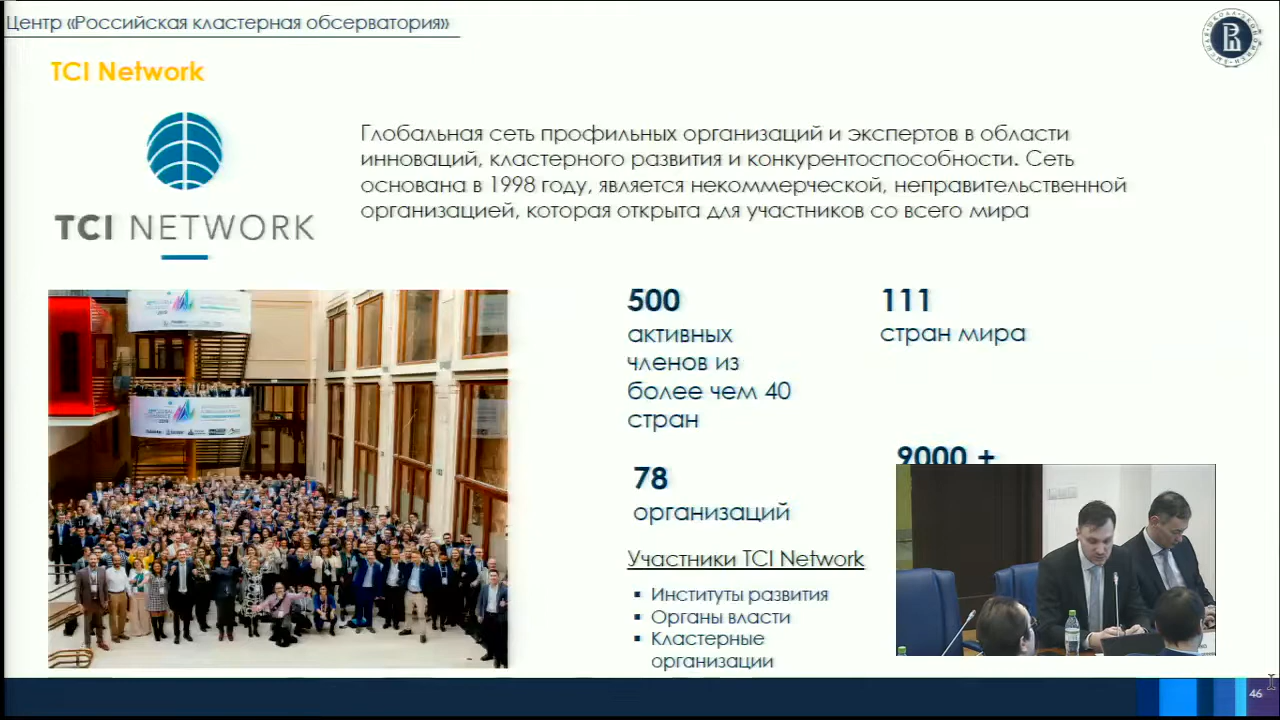 Центр «Российская кластерная обсерватория»
TCI Network
TCI NETWORK
Глобальная сеть профильных организаций и экспертов в области
инноваций, кластерного развития и конкурентоспособности. Сеть
основана в 1998 году, является некоммерческой, неправительственной
организацией, которая открыта для участников со всего мира
500
активных
членов из
более чем 40
стран
111
стран мира
78
организаций
9000 +
Участники TCI Network
▪ Институты развития
▪ Органы власти
▪ Кластерные
организации
46